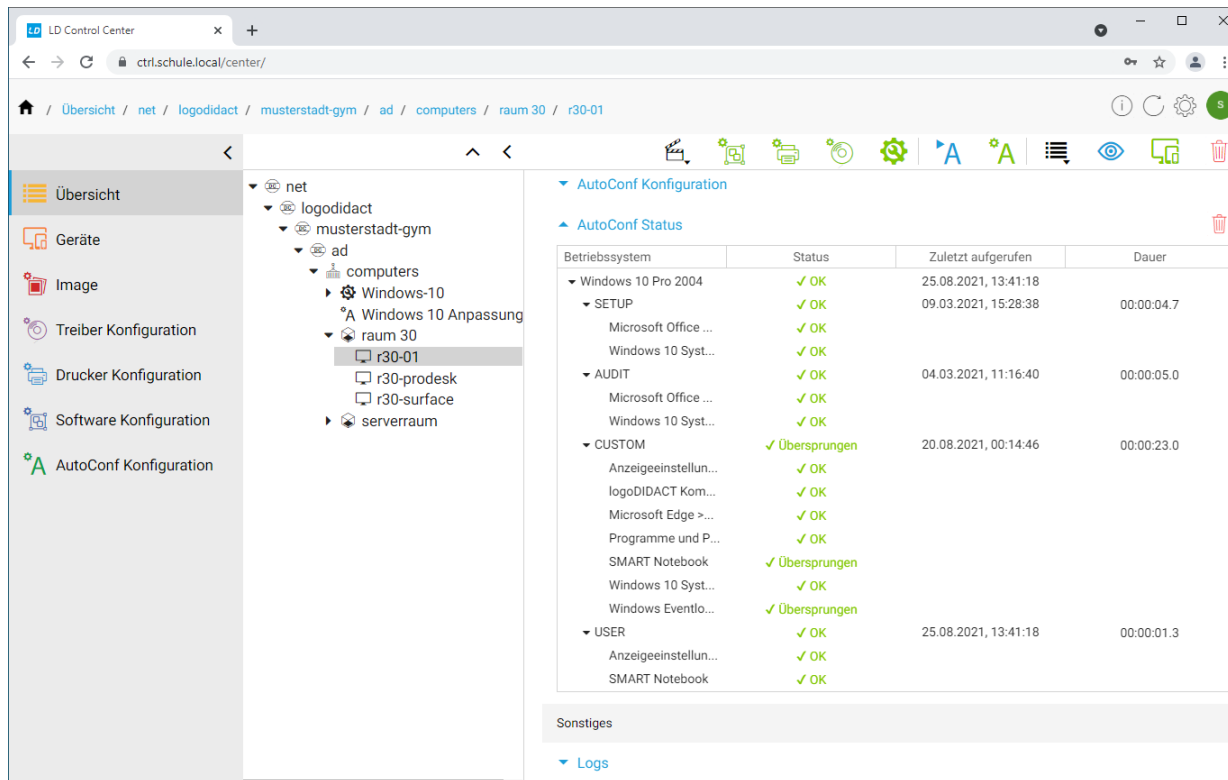 LD LD Control Center
ctrl.schule.local/center/
/ Übersicht / net / logodidact / musterstadt-gym / ad / computers / raum 30 / r30-01
S
Übersicht
Geräte
Image
Treiber Konfiguration
Drucker Konfiguration
Software Konfiguration
AutoConf Konfiguration
net
logodidact
musterstadt-gym
ad
computers
Windows-10
Windows 10 Anpassung
raum 30
r30-01
r30-prodesk
r30-surface
serverraum
AutoConf Konfiguration
AutoConf Status
Betriebssystem Status Zuletzt aufgerufen Dauer
Windows 10 Pro 2004 ✓ OK 25.08.2021, 13:41:18
SETUP ✓ OK 09.03.2021, 15:28:38 00:00:04.7
Microsoft Office ... ✓ OK
Windows 10 Syst... ✓ OK
AUDIT ✓ OK 04.03.2021, 11:16:40 00:00:05.0
Microsoft Office ... ✓ OK
Windows 10 Syst... ✓ OK
CUSTOM ✓ Übersprungen 20.08.2021, 00:14:46 00:00:23.0
Anzeigeeinstellun... ✓ OK
logoDIDACT Kom... ✓ OK
Microsoft Edge >... ✓ OK
Programme und P... ✓ OK
SMART Notebook ✓ Übersprungen
Windows 10 Syst... ✓ OK
Windows Eventlo... ✓ Übersprungen
USER ✓ OK 25.08.2021, 13:41:18 00:00:01.3
Anzeigeeinstellun... ✓ OK
SMART Notebook ✓ OK
Sonstiges
Logs